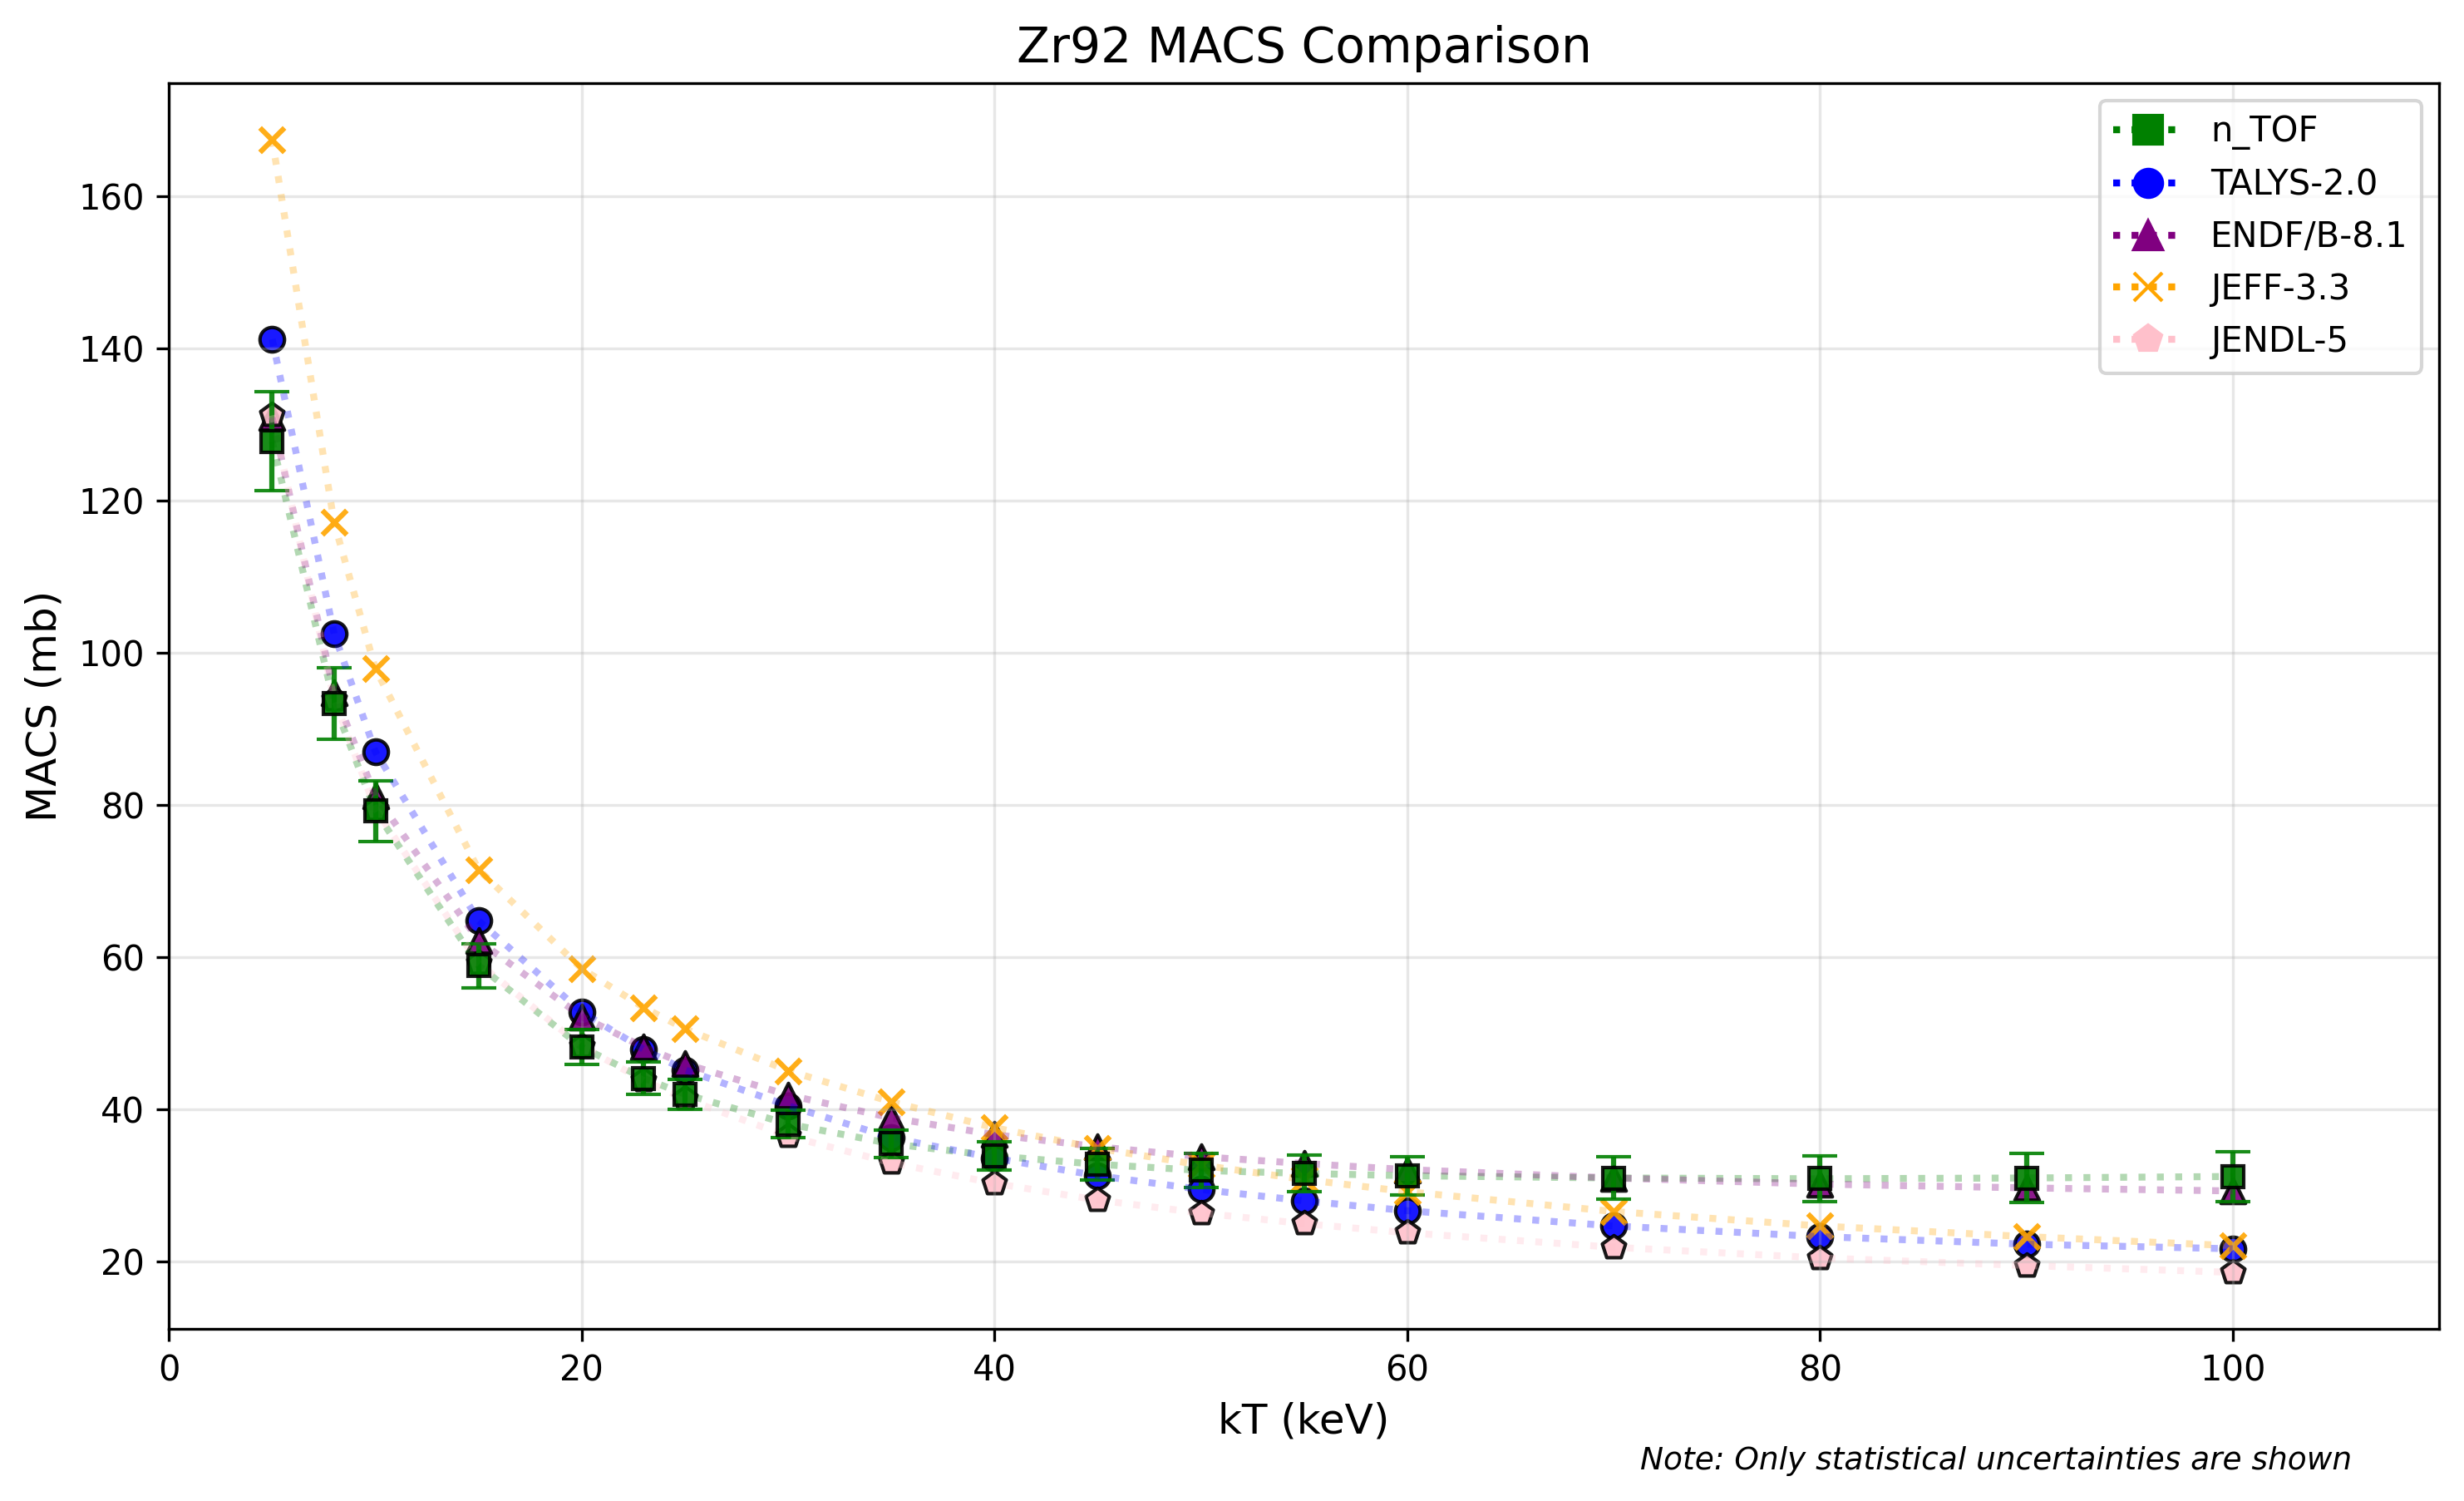 Zr92 MACS Comparison
n_TOF
TALYS-2.0
ENDF/B-8.1
JEFF-3.3
JENDL-5
MACS (mb)
160
140
120
100
80
60
40
20
0 20 40 60 80 100
kT (keV)
Note: Only statistical uncertainties are shown